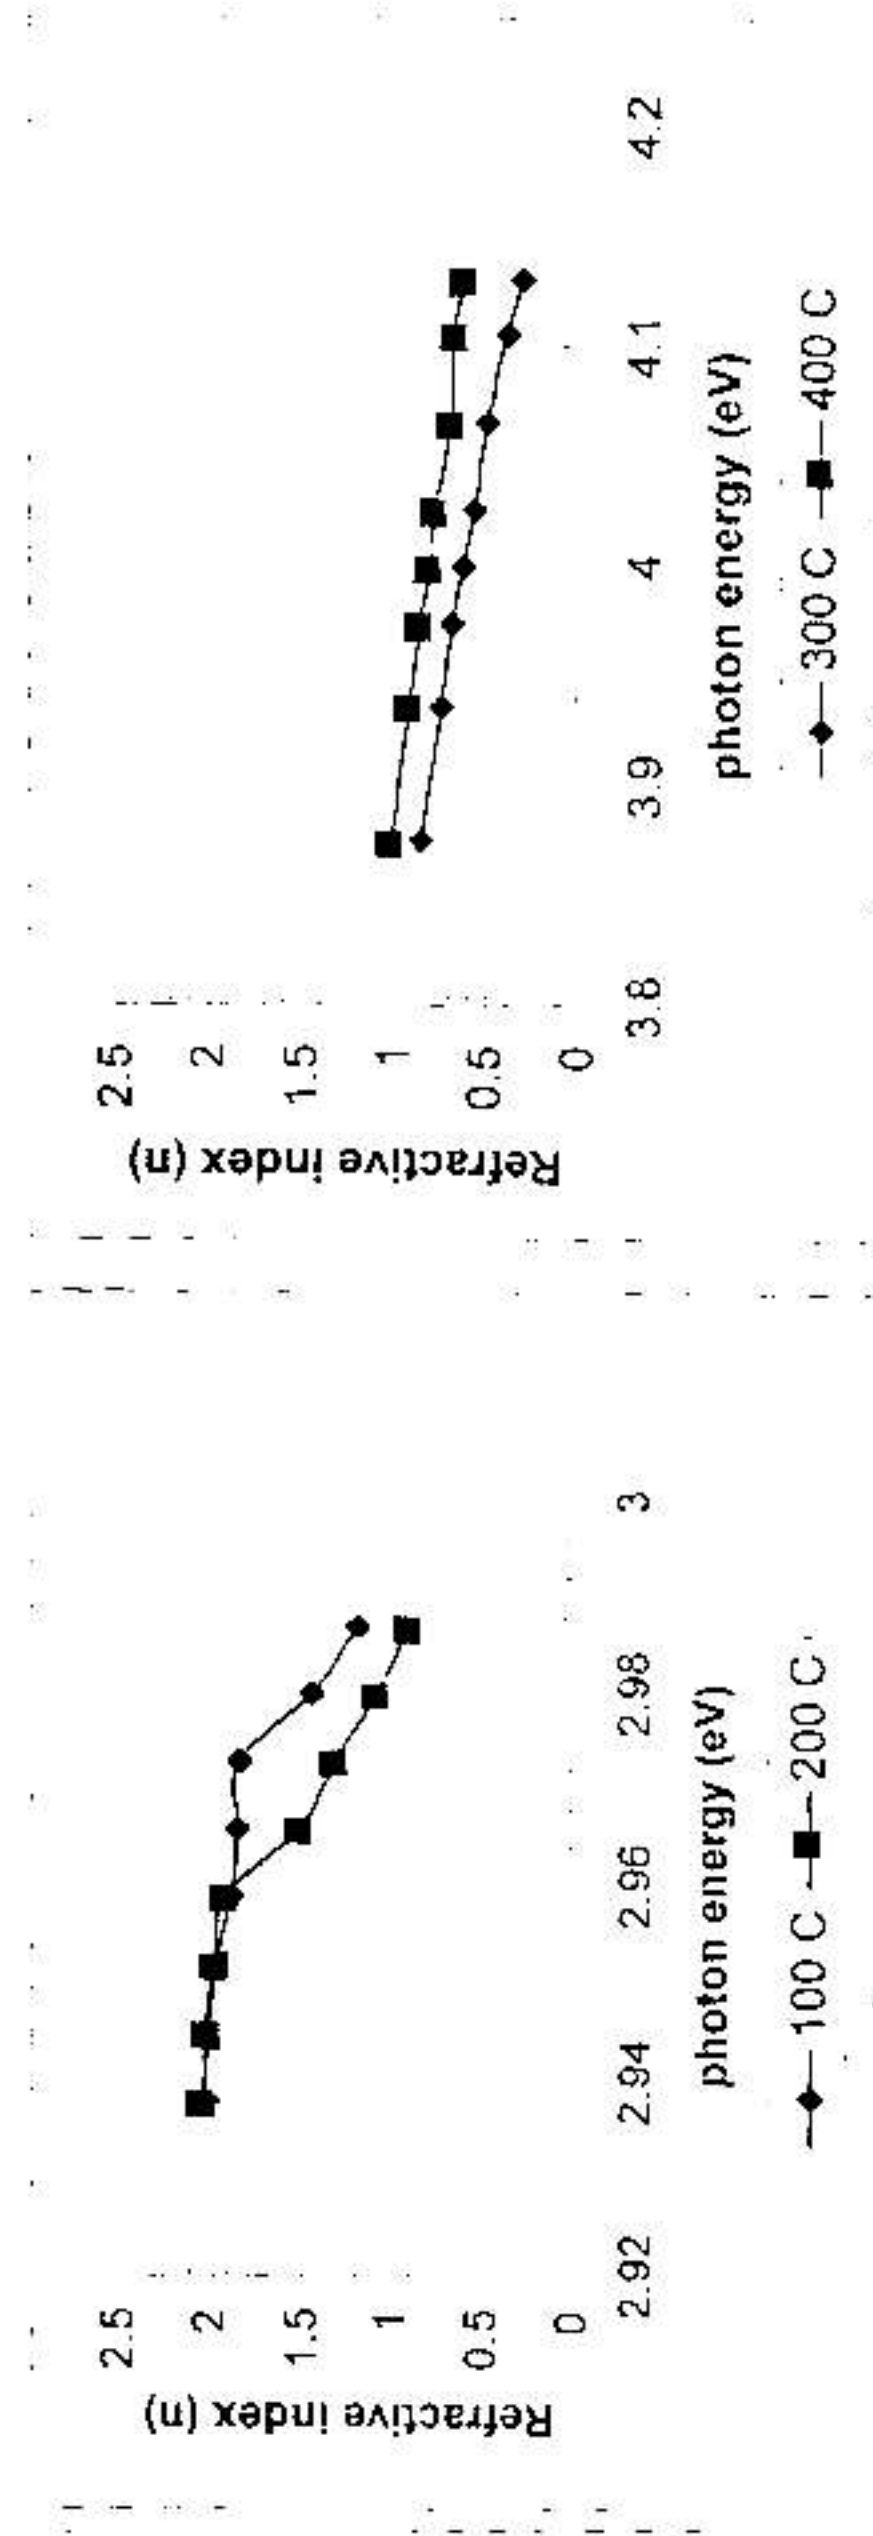 Refractive index (n)
2.5
2
1.5
1
0.5
0
2.92
2.94
2.96
2.98
3
photon energy (eV)
100 C
200 C
Refractive index (n)
2.5
2
1.5
1
0.5
0
3.8
3.9
4
4.1
4.2
photon energy (eV)
300 C
400 C